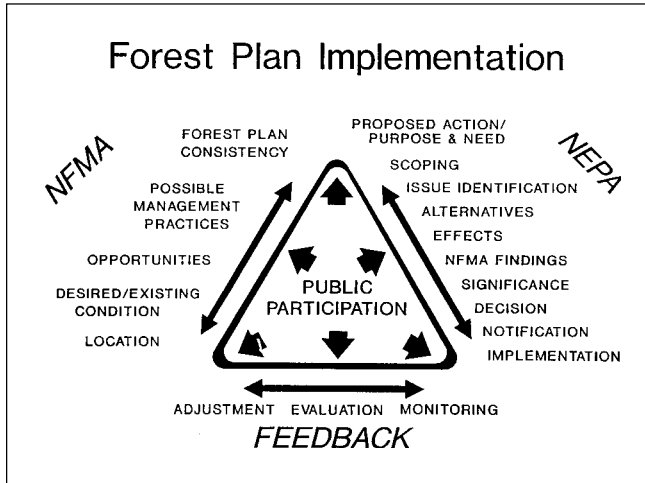 Forest Plan Implementation
NFMA
FOREST PLAN
CONSISTENCY
POSSIBLE
MANAGEMENT
PRACTICES
OPPORTUNITIES
DESIRED/EXISTING
CONDITION
LOCATION
PROPOSED ACTION/
PURPOSE & NEED
SCOPING
ISSUE IDENTIFICATION
ALTERNATIVES
EFFECTS
NFMA FINDINGS
SIGNIFICANCE
DECISION
NOTIFICATION
IMPLEMENTATION
NEPA
PUBLIC
PARTICIPATION
ADJUSTMENT EVALUATION MONITORING
FEEDBACK